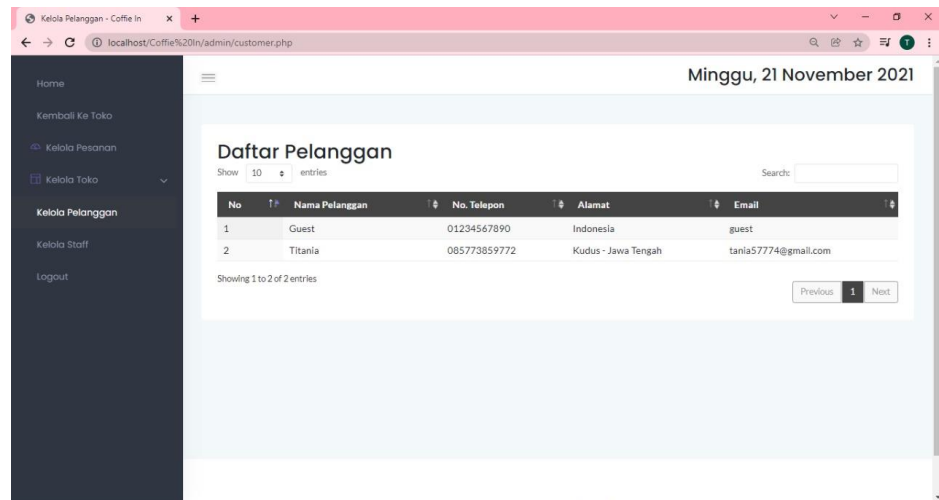 Kelola Pelanggan - Coffie In
localhost/Coffie%20In/admin/customer.php
T
Home
Kembali Ke Toko
Kelola Pesanan
Kelola Toko
Kelola Pelanggan
Kelola Staff
Logout
Minggu, 21 November 2021
Daftar Pelanggan
Show 10 entries Search:
No Nama Pelanggan No. Telepon Alamat Email
1 Guest 01234567890 Indonesia guest
2 Titania 085773859772 Kudus - Jawa Tengah tania57774@gmail.com
Showing 1 to 2 of 2 entries
Previous 1 Next